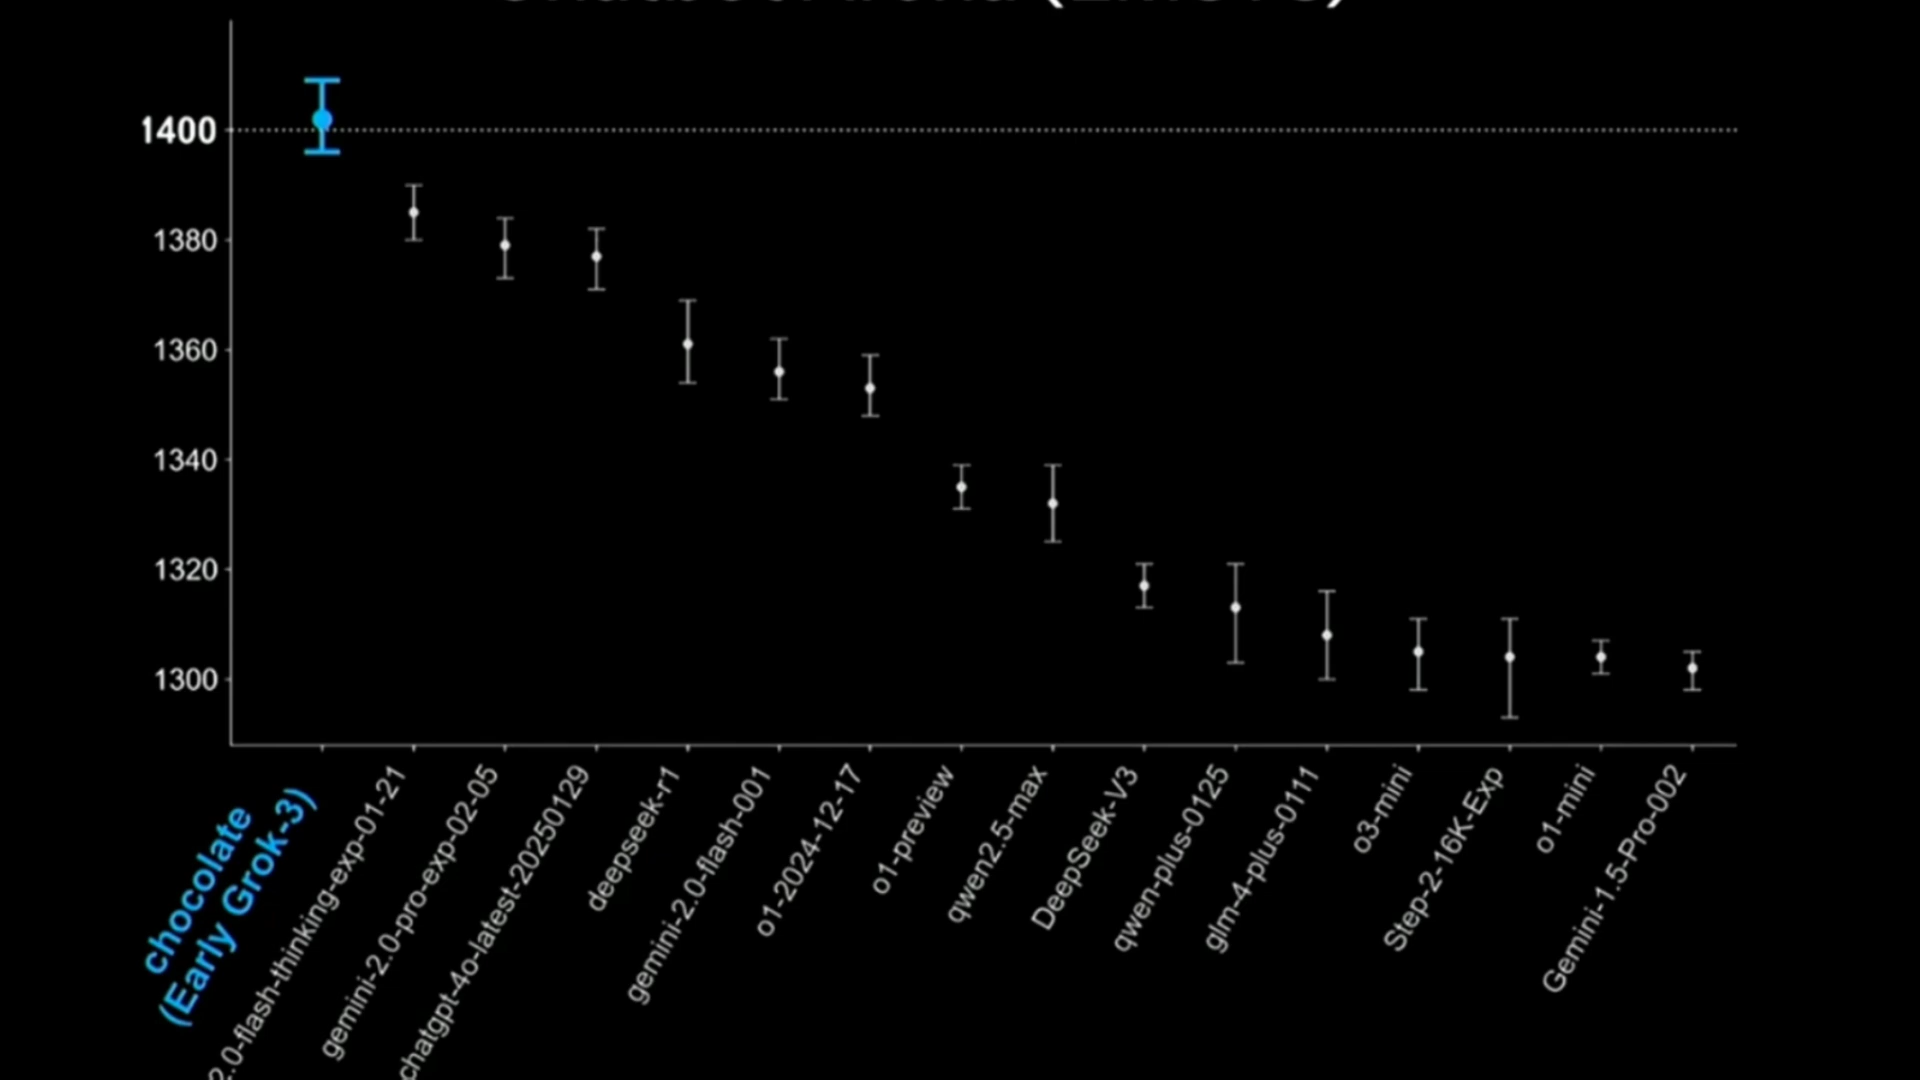 1400
1380
1360
1340
1320
1300
chocolate
(Early Grok-3)
2.0-flash-thinking-exp-01-21
gemini-2.0-pro-exp-02-05
chatgpt-4o-latest-20250129
deepseek-r1
gemini-2.0-flash-001
o1-2024-12-17
o1-preview
qwen2.5-max
DeepSeek-V3
qwen-plus-0125
glm-4-plus-0111
o3-mini
Step-2-16K-Exp
o1-mini
Gemini-1.5-Pro-002